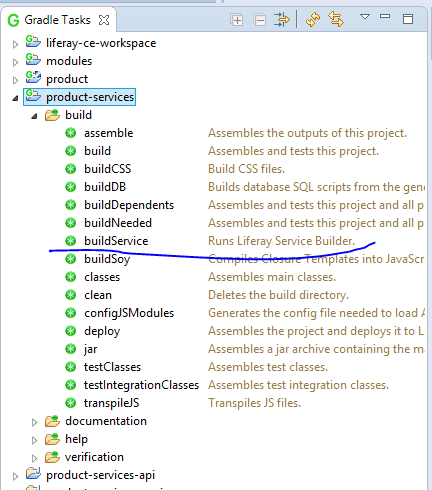 Gradle Tasks
liferay-ce-workspace
modules
product
product-services
build
assemble Assembles the outputs of this project.
build Assembles and tests this project.
buildCSS Build CSS files.
buildDB Builds database SQL scripts from the gene
buildDependents Assembles and tests this project and all p
buildNeeded Assembles and tests this project and all p
buildService Runs Liferay Service Builder.
buildSoy Compiles Closure Templates into JavaScr
classes Assembles main classes.
clean Deletes the build directory.
configJSModules Generates the config file needed to load A
deploy Assembles the project and deploys it to L
jar Assembles a jar archive containing the ma
testClasses Assembles test classes.
testIntegrationClasses Assembles test integration classes.
transpileJS Transpiles JS files.
documentation
help
verification
product-services-api